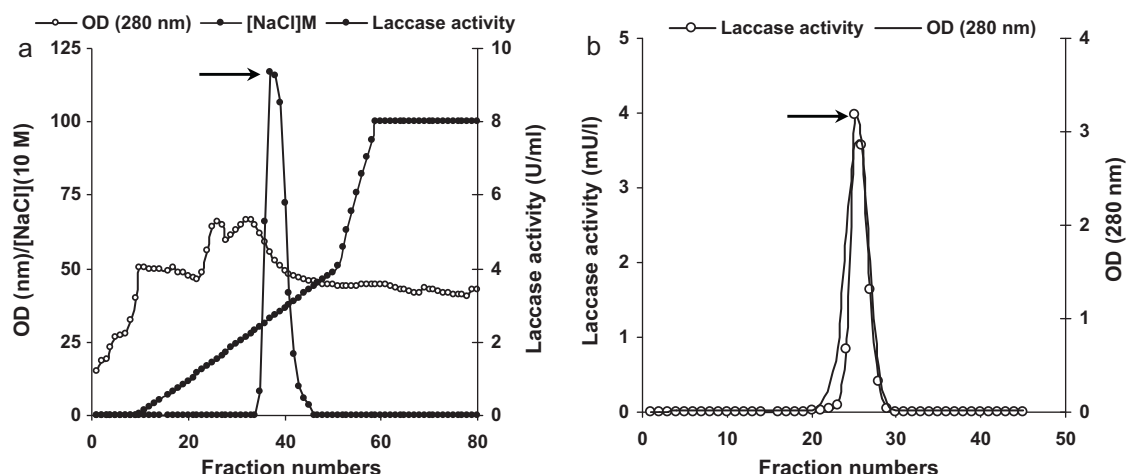 a
OD (280 nm) [NaCl]M Laccase activity
125
100
75
50
25
0
OD (nm)/[NaCl](10 M)
10
8
6
4
2
0
Laccase activity (U/ml)
0 20 40 60 80
Fraction numbers
b
Laccase activity OD (280 nm)
5
4
3
2
1
0
Laccase activity (mU/l)
4
3
2
1
0
OD (280 nm)
0 10 20 30 40 50
Fraction numbers